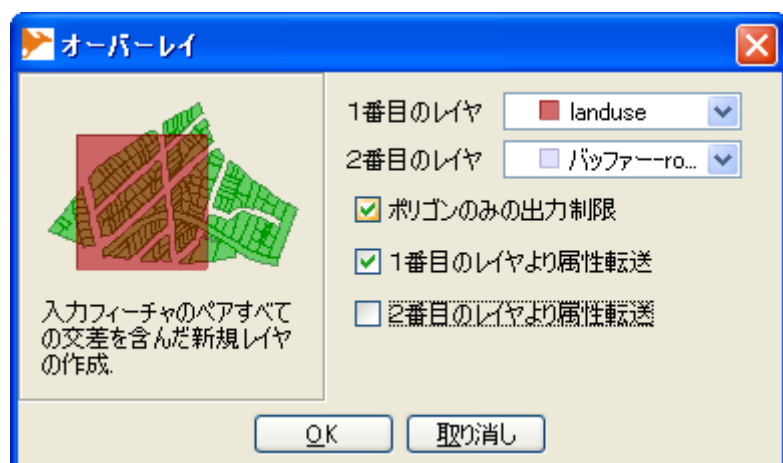 オーバーレイ
1番目のレイヤ
landuse
2番目のレイヤ
バッファーーro...
ポリゴンのみの出力制限
1番目のレイヤより属性転送
2番目のレイヤより属性転送
入力フィーチャのペアすべて
の交差を含んだ新規レイヤ
の作成.
OK
取り消し